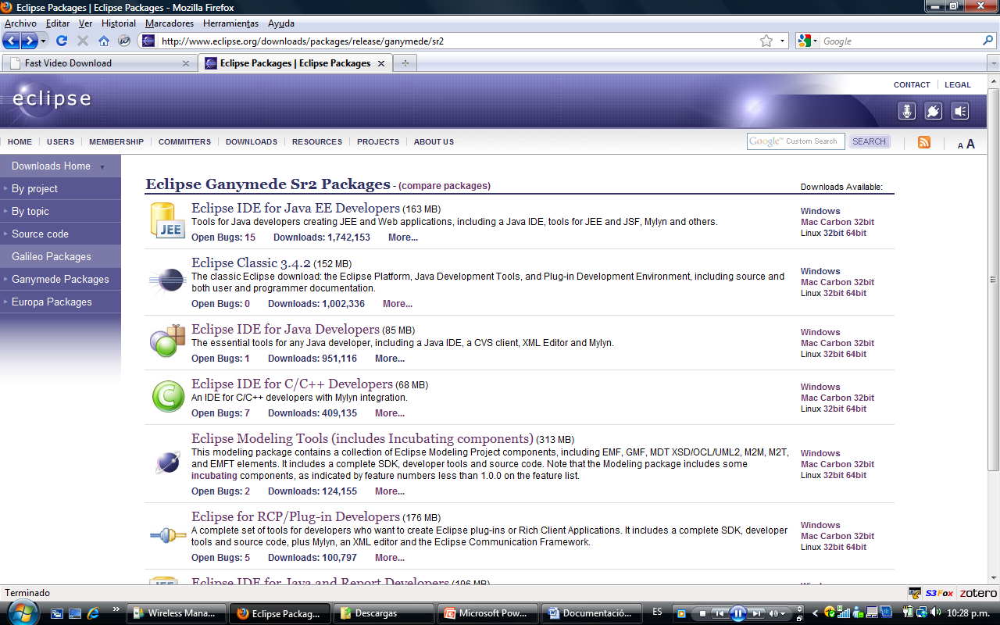 Eclipse Packages | Eclipse Packages - Mozilla Firefox
Archivo Editar Ver Historial Marcadores Herramientas Ayuda
http://www.eclipse.org/downloads/packages/release/ganymede/sr2
Google
Fast Video Download
Eclipse Packages | Eclipse Packages
CONTACT LEGAL
eclipse
HOME USERS MEMBERSHIP COMMITTERS DOWNLOADS RESOURCES PROJECTS ABOUT US
Google™ Custom Search SEARCH A A
Downloads Home
By project
By topic
Source code
Galileo Packages
Ganymede Packages
Europa Packages
Eclipse Ganymede Sr2 Packages - (compare packages)
Downloads Available:
Eclipse IDE for Java EE Developers (163 MB)
JEE
Tools for Java developers creating JEE and Web applications, including a Java IDE, tools for JEE and JSF, Mylyn and others.
Open Bugs: 15 Downloads: 1,742,153 More...
Windows
Mac Carbon 32bit
Linux 32bit 64bit
Eclipse Classic 3.4.2 (152 MB)
The classic Eclipse download: the Eclipse Platform, Java Development Tools, and Plug-in Development Environment, including source and
both user and programmer documentation.
Open Bugs: 0 Downloads: 1,002,336 More...
Windows
Mac Carbon 32bit
Linux 32bit 64bit
Eclipse IDE for Java Developers (85 MB)
The essential tools for any Java developer, including a Java IDE, a CVS client, XML Editor and Mylyn.
Open Bugs: 1 Downloads: 951,116 More...
Windows
Mac Carbon 32bit
Linux 32bit 64bit
Eclipse IDE for C/C++ Developers (68 MB)
C
An IDE for C/C++ developers with Mylyn integration.
Open Bugs: 7 Downloads: 409,135 More...
Windows
Mac Carbon 32bit
Linux 32bit 64bit
Eclipse Modeling Tools (includes Incubating components) (313 MB)
This modeling package contains a collection of Eclipse Modeling Project components, including EMF, GMF, MDT XSD/OCL/UML2, M2M, M2T,
and EMFT elements. It includes a complete SDK, developer tools and source code. Note that the Modeling package includes some
incubating components, as indicated by feature numbers less than 1.0.0 on the feature list.
Open Bugs: 2 Downloads: 124,155 More...
Windows
Mac Carbon 32bit
Linux 32bit 64bit
Eclipse for RCP/Plug-in Developers (176 MB)
A complete set of tools for developers who want to create Eclipse plug-ins or Rich Client Applications. It includes a complete SDK, developer
tools and source code, plus Mylyn, an XML editor and the Eclipse Communication Framework.
Open Bugs: 5 Downloads: 100,797 More...
Windows
Mac Carbon 32bit
Linux 32bit 64bit
JEE
Eclipse IDE for Java and Report Developers (196 MB)
Windows
Terminado
S3Fox zotero
Wireless Mana... Eclipse Packag... Descargas Microsoft Pow... Documentació... ES 10:28 p.m.